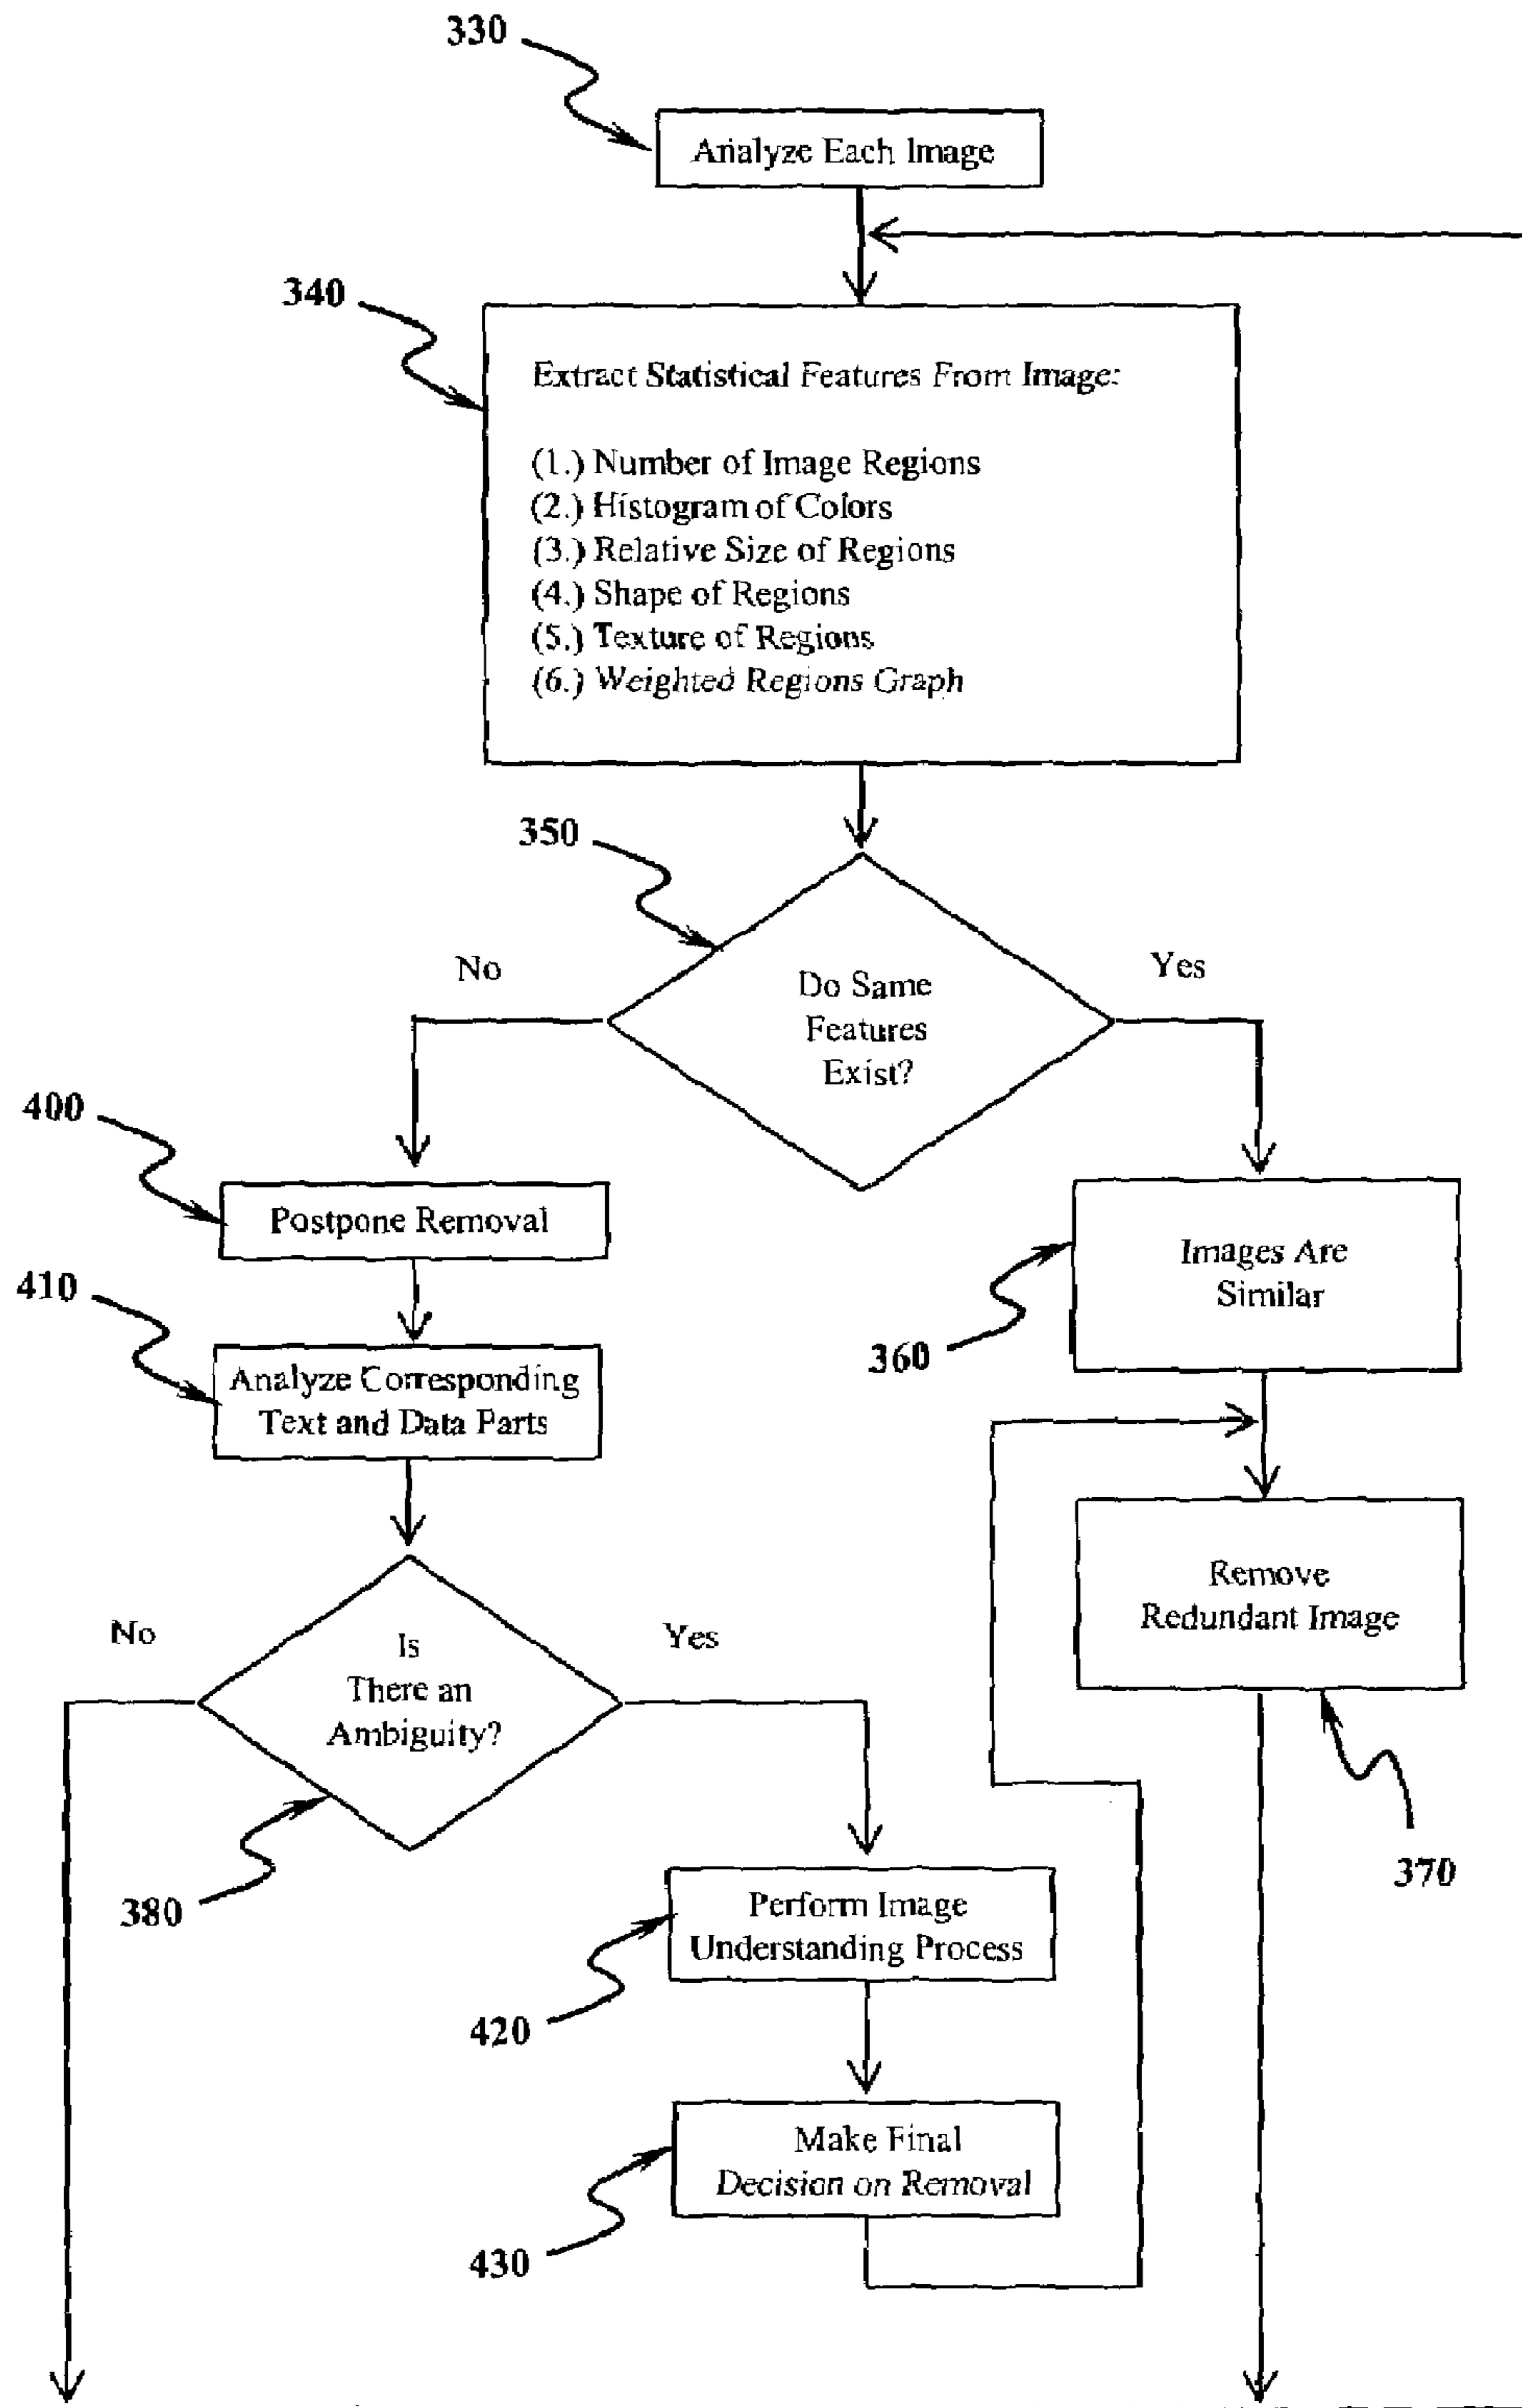 330
Analyze Each Image
340
Extract Statistical Features From Image:
(1.) Number of Image Regions
(2.) Histogram of Colors
(3.) Relative Size of Regions
(4.) Shape of Regions
(5.) Texture of Regions
(6.) Weighted Regions Graph
350
No
Yes
Do Same
Features
Exist?
400
Postpone Removal
410
Analyze Corresponding
Text and Data Parts
Images Are
Similar
360
No
Yes
Is
There an
Ambiguity?
380
Remove
Redundant Image
370
Perform Image
Understanding Process
420
Make Final
Decision on Removal
430